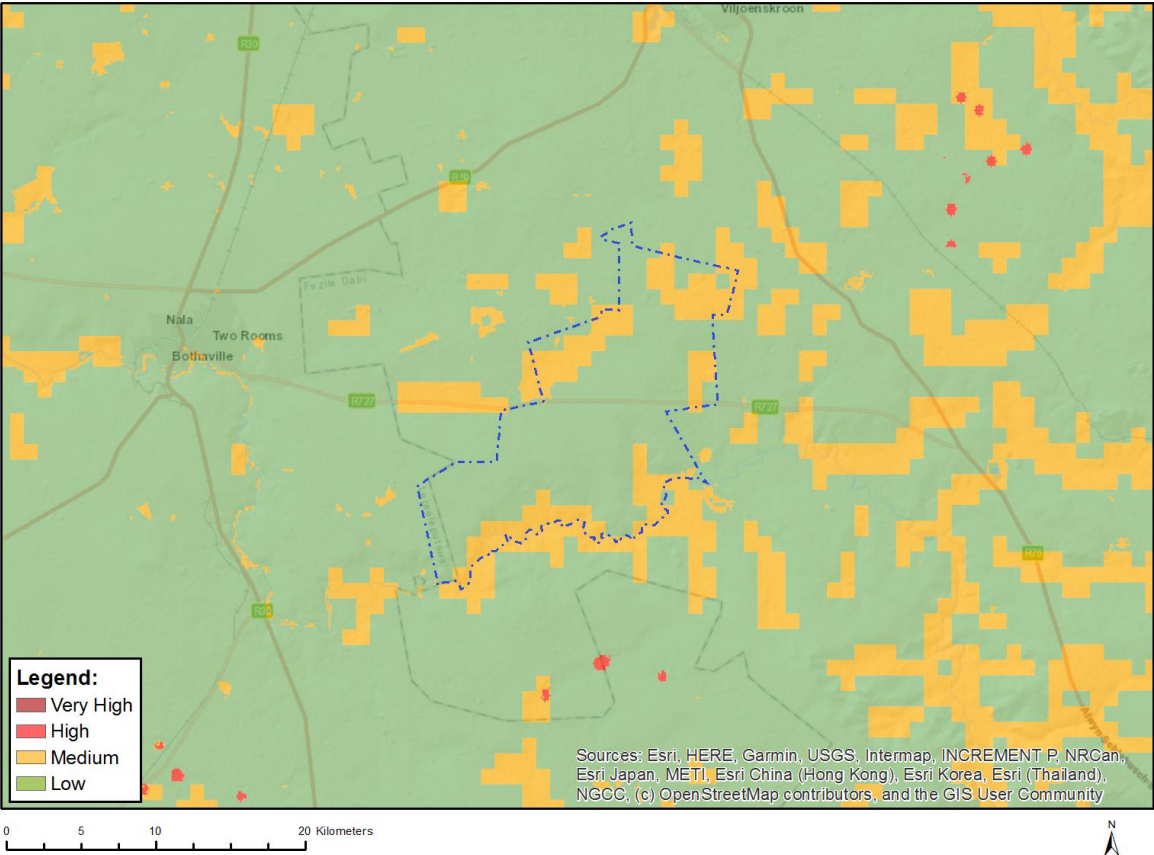 Viljoenskroon
R30
R59
Fezile Dabi
Nala
Two Rooms
Bothaville
R727
R727
R76
R30
Legend:
Very High
High
Medium
Low
Sources: Esri, HERE, Garmin, USGS, Intermap, INCREMENT P, NRCan,
Esri Japan, METI, Esri China (Hong Kong), Esri Korea, Esri (Thailand),
NGCC, (c) OpenStreetMap contributors, and the GIS User Community
0 5 10 20 Kilometers
N